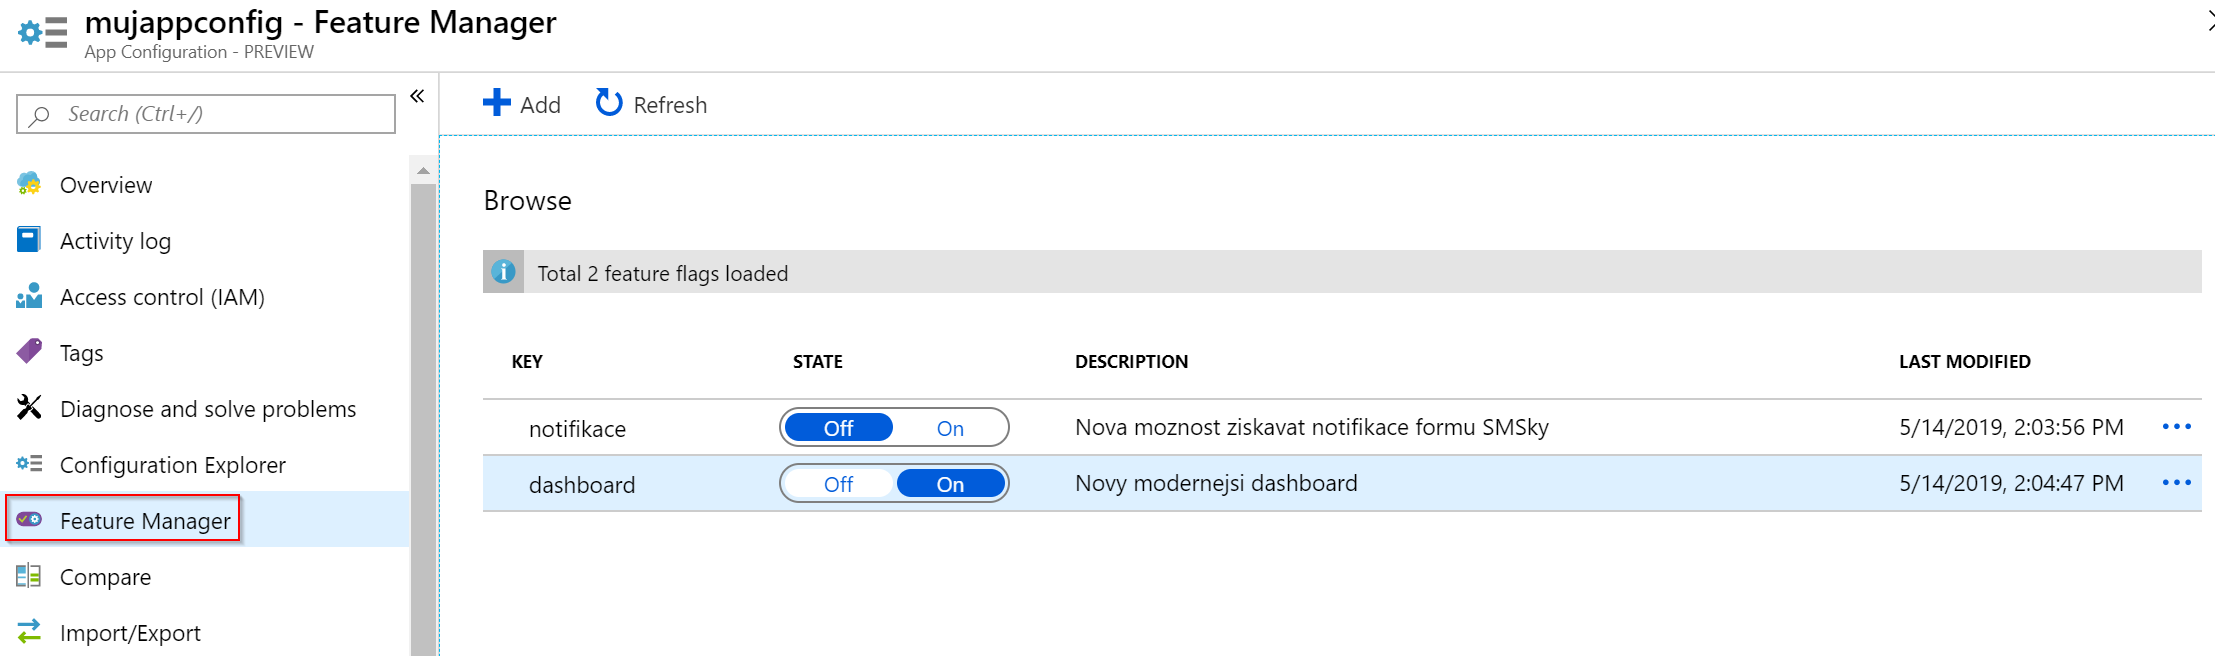 mujappconfig - Feature Manager
App Configuration - PREVIEW
Search (Ctrl+/)
Overview
Activity log
Access control (IAM)
Tags
Diagnose and solve problems
Configuration Explorer
Feature Manager
Compare
Import/Export
Add Refresh
Browse
Total 2 feature flags loaded
KEY STATE DESCRIPTION LAST MODIFIED
notifikace Off On Nova moznost ziskavat notifikace formu SMSky 5/14/2019, 2:03:56 PM
dashboard Off On Novy modernejsi dashboard 5/14/2019, 2:04:47 PM